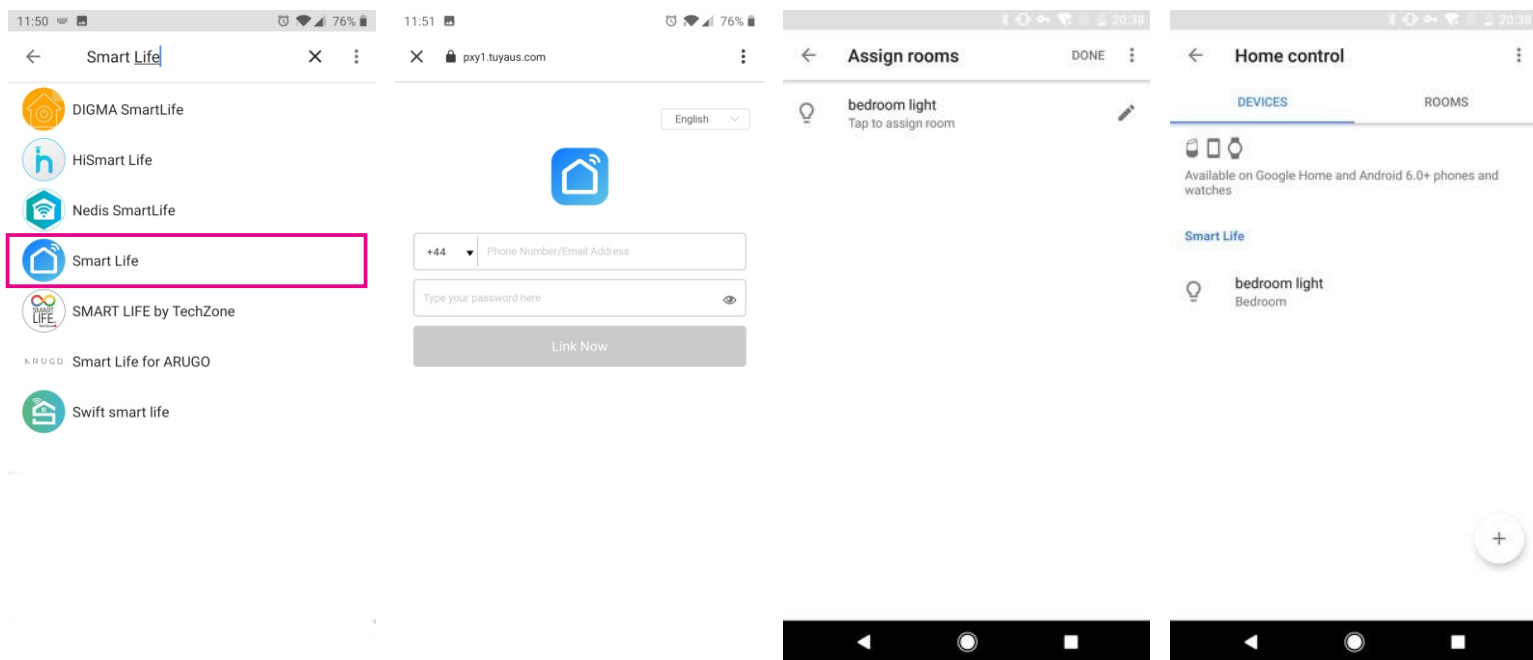 11:50
76%
Smart Life
DIGMA SmartLife
HiSmart Life
Nedis SmartLife
Smart Life
SMART LIFE
SMART LIFE by TechZone
ARUGO
Smart Life for ARUGO
Swift smart life
11:51
76%
pxy1.tuyaus.com
English
+44
Phone Number/Email Address
Type your password here
Link Now
20:38
Assign rooms
DONE
bedroom light
Tap to assign room
20:38
Home control
DEVICES
ROOMS
Available on Google Home and Android 6.0+ phones and
watches
Smart Life
bedroom light
Bedroom